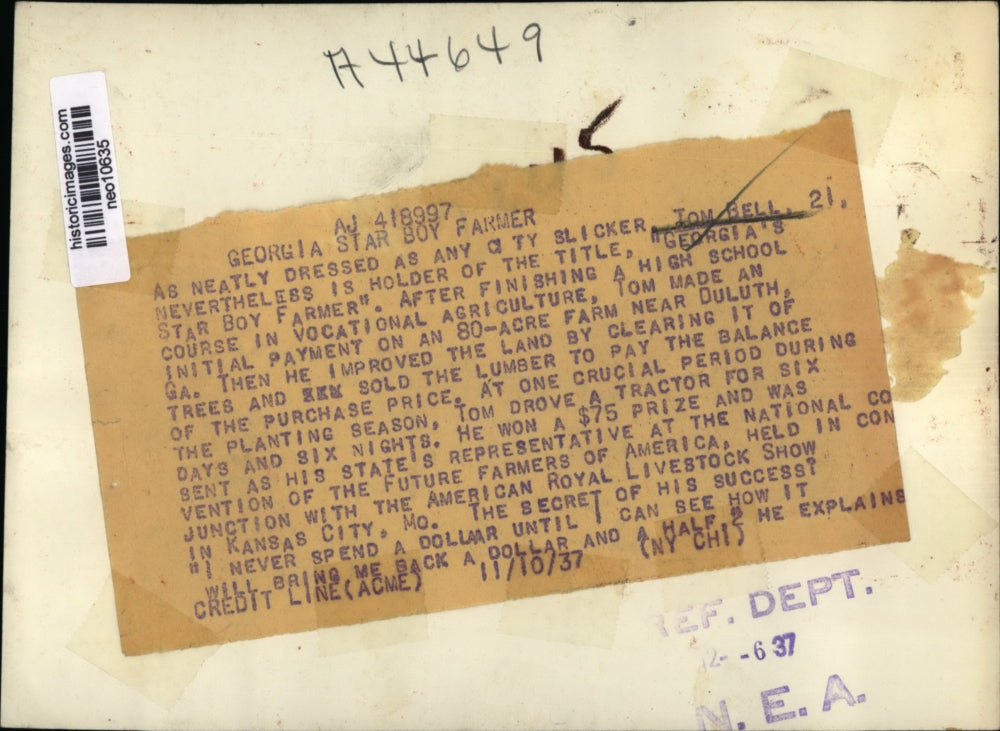 A44649
historicimages.com
neo10635
AJ 418997
GEORGIA STAR BOY FARMER
AS NEATLY DRESSED AS ANY CITY SLICKER, TOM BELL, 21,
NEVERTHELESS IS HOLDER OF THE TITLE, "GEORGIA'S
STAR BOY FARMER". AFTER FINISHING A HIGH SCHOOL
COURSE IN VOCATIONAL AGRICULTURE, TOM MADE AN
INITIAL PAYMENT ON AN 80-ACRE FARM NEAR DULUTH,
GA. THEN HE IMPROVED THE LAND BY CLEARING IT OF
TREES AND SOLD THE LUMBER TO PAY THE BALANCE
OF THE PURCHASE PRICE. AT ONE CRUCIAL PERIOD DURING
THE PLANTING SEASON, TOM DROVE A TRACTOR FOR SIX
DAYS AND SIX NIGHTS. HE WON A $75 PRIZE AND WAS
SENT AS HIS STATE'S REPRESENTATIVE AT THE NATIONAL CO
VENTION OF THE FUTURE FARMERS OF AMERICA, HELD IN CON
JUNCTION WITH THE AMERICAN ROYAL LIVESTOCK SHOW
IN KANSAS CITY, MO. THE SECRET OF HIS SUCCESS?
"I NEVER SPEND A DOLLAR UNTIL I CAN SEE HOW IT
WILL BRING ME BACK A DOLLAR AND A HALF," HE EXPLAINS
CREDIT LINE(ACME) 11/10/37 (NY CHI)
REF. DEPT.
2--6 37
N. E. A.